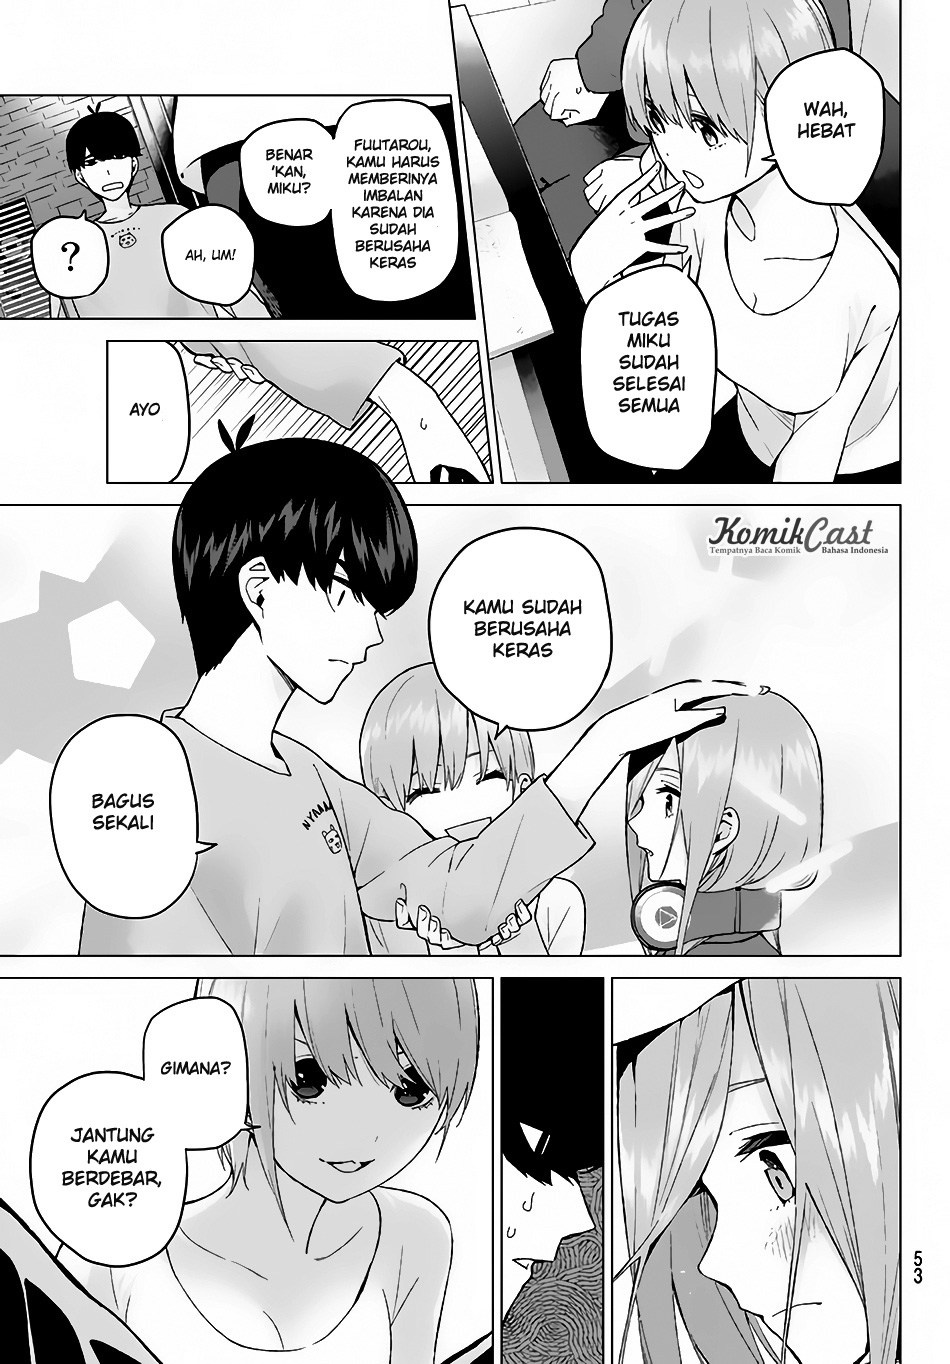 WAH,
HEBAT
TUGAS
MIKU
SUDAH
SELESAI
SEMUA
FUUTAROU,
KAMU HARUS
MEMBERINYA
IMBALAN
KARENA DIA
SUDAH
BERUSAHA
KERAS
BENAR
'KAN,
MIKU?
AH, UM!
?
AYO
KomikCast
Tempatnya Baca Komik Bahasa Indonesia
KAMU SUDAH
BERUSAHA
KERAS
BAGUS
SEKALI
GIMANA?
JANTUNG
KAMU
BERDEBAR,
GAK?
53